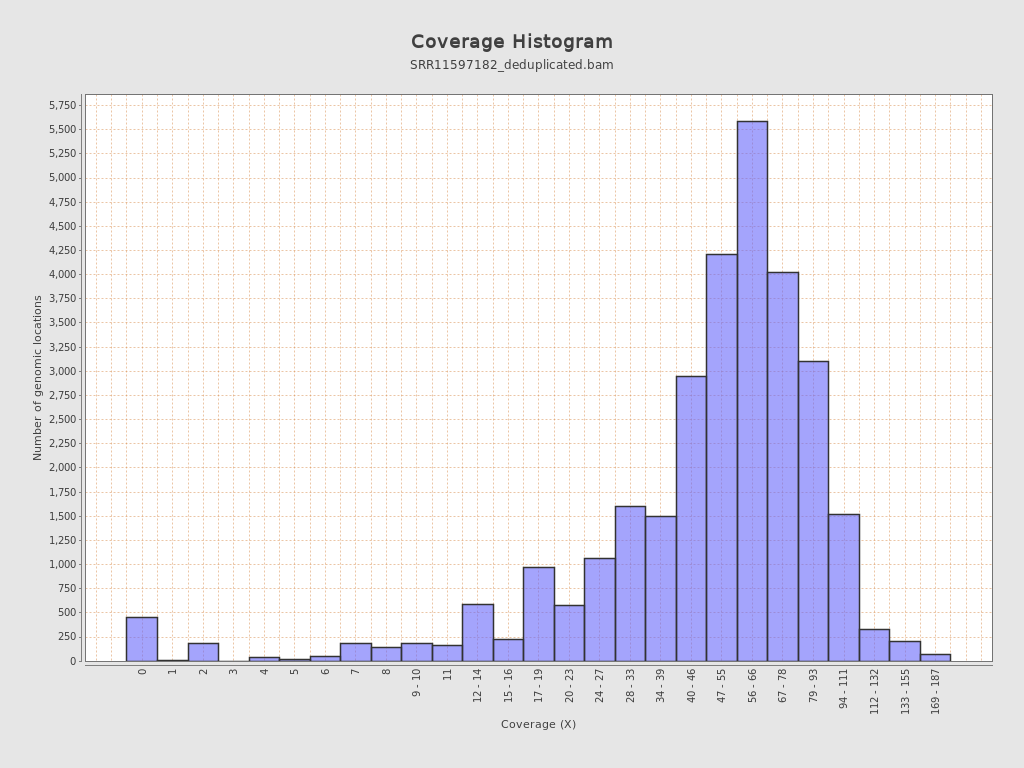 Coverage Histogram
SRR11597182_deduplicated.bam
Number of genomic locations
5,750
5,500
5,250
5,000
4,750
4,500
4,250
4,000
3,750
3,500
3,250
3,000
2,750
2,500
2,250
2,000
1,750
1,500
1,250
1,000
750
500
250
0
0
1
2
3
4
5
6
7
8
9 - 10
11
12 - 14
15 - 16
17 - 19
20 - 23
24 - 27
28 - 33
34 - 39
40 - 46
47 - 55
56 - 66
67 - 78
79 - 93
94 - 111
112 - 132
133 - 155
169 - 187
Coverage (X)